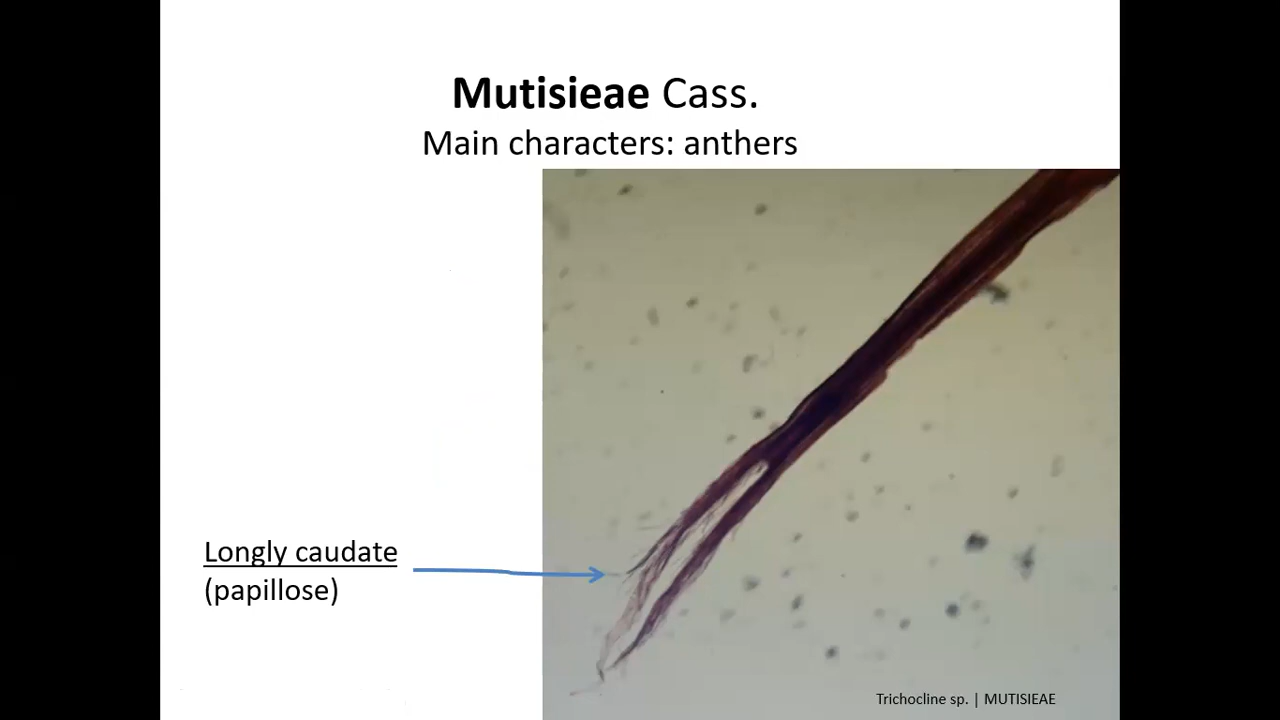 Mutisieae Cass.
Main characters: anthers
Longly caudate
(papillose)
Trichocline sp. | MUTISIEAE